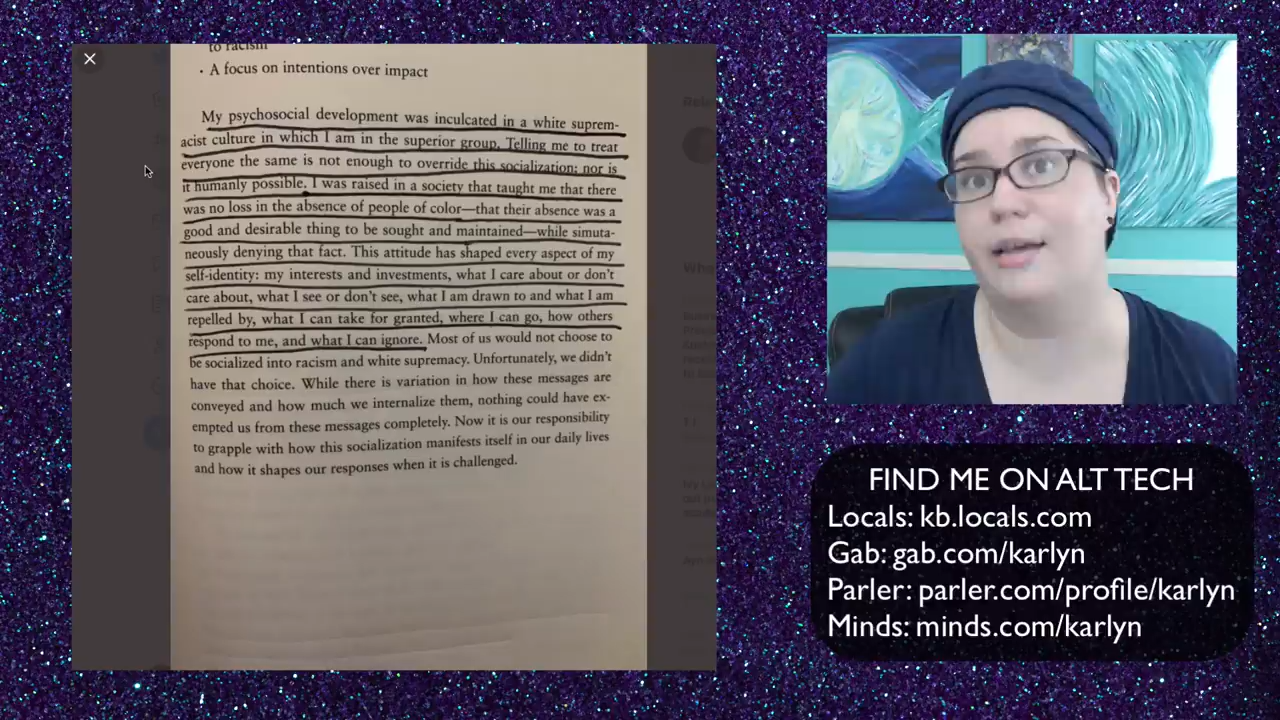 to racism
· A focus on intentions over impact
My psychosocial development was inculcated in a white suprem-
acist culture in which I am in the superior group. Telling me to treat
everyone the same is not enough to override this socialization; nor is
it humanly possible. I was raised in a society that taught me that there
was no loss in the absence of people of color—that their absence was a
good and desirable thing to be sought and maintained—while simuta-
neously denying that fact. This attitude has shaped every aspect of my
self-identity: my interests and investments, what I care about or don't
care about, what I see or don't see, what I am drawn to and what I am
repelled by, what I can take for granted, where I can go, how others
respond to me, and what I can ignore. Most of us would not choose to
be socialized into racism and white supremacy. Unfortunately, we didn't
have that choice. While there is variation in how these messages are
conveyed and how much we internalize them, nothing could have ex-
empted us from these messages completely. Now it is our responsibility
to grapple with how this socialization manifests itself in our daily lives
and how it shapes our responses when it is challenged.
FIND ME ON ALT TECH
Locals: kb.locals.com
Gab: gab.com/karlyn
Parler: parler.com/profile/karlyn
Minds: minds.com/karlyn